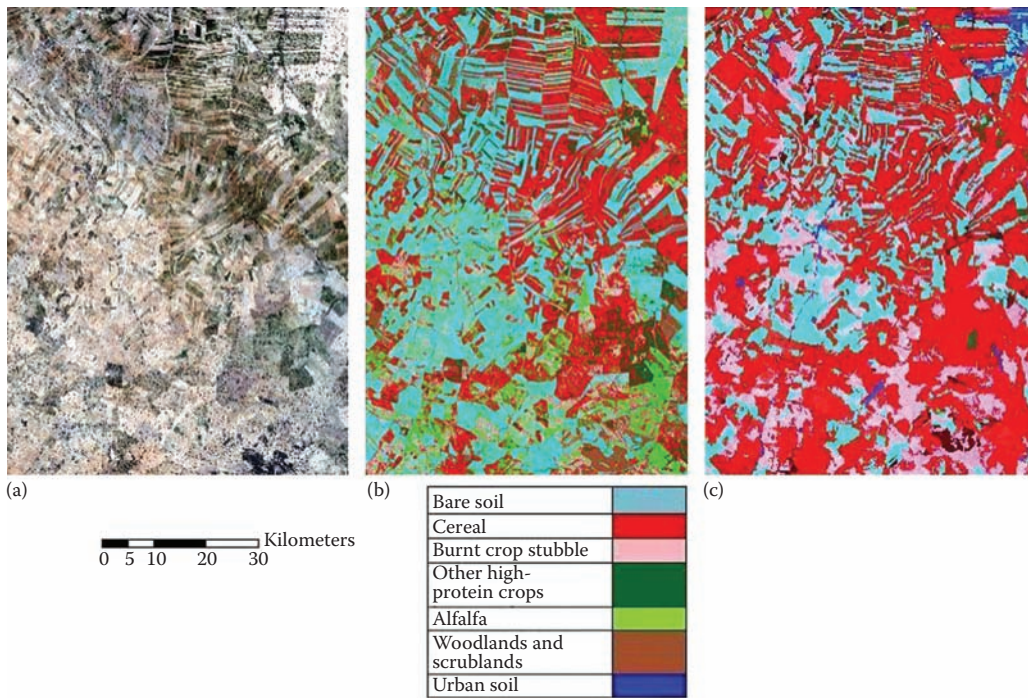 (a)
(b)
(c)
Kilometers
0 5 10 20 30
Bare soil
Cereal
Burnt crop stubble
Other high-
protein crops
Alfalfa
Woodlands and
scrublands
Urban soil